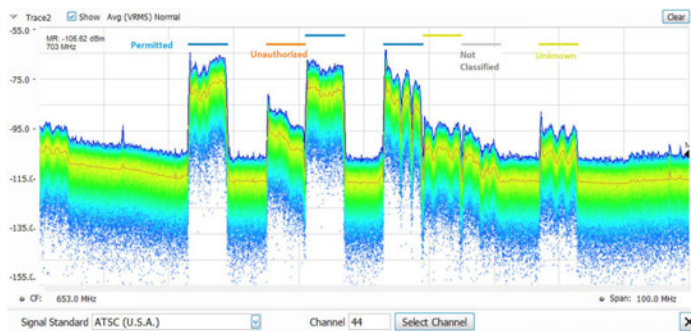 Trace2 Show Avg (VRMS) Normal Clear
-55.0
MR: -105.62 dBm
703 MHz
Permitted
Unauthorized
Not
Classified
Unknown
-75.0
-95.0
-115.0
-135.0
-155.0
CF: 653.0 MHz Span: 100.0 MHz
Signal Standard ATSC (U.S.A.) Channel 44 Select Channel X